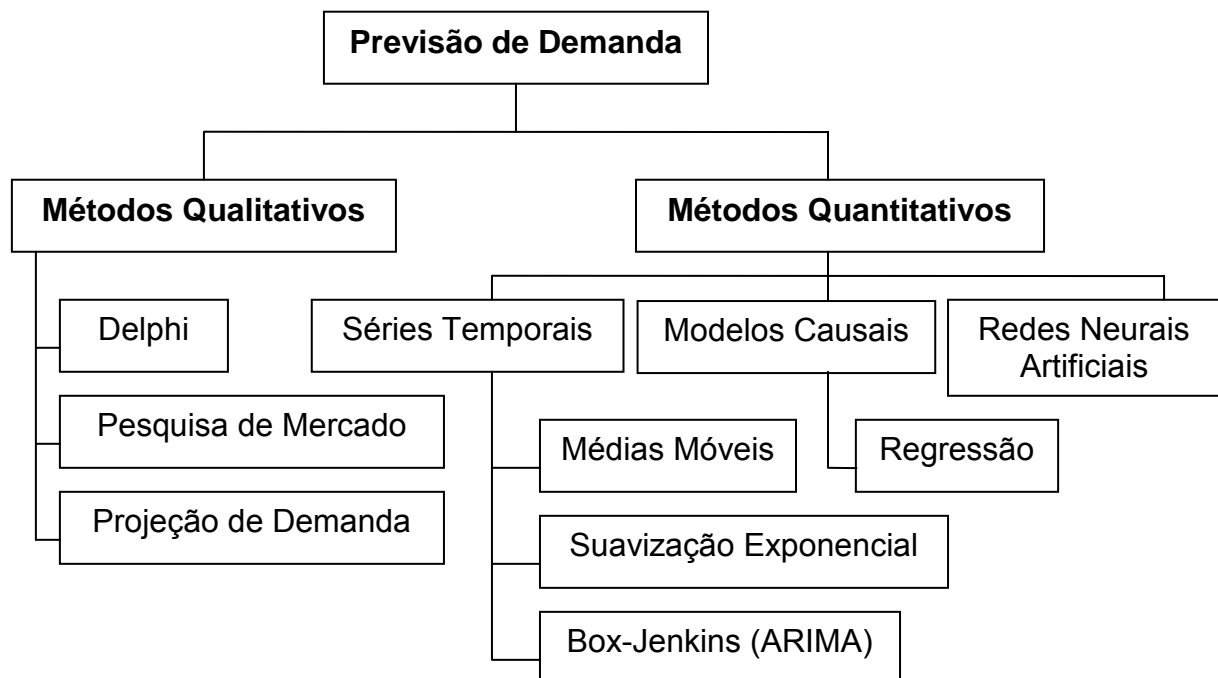 Previsão de Demanda
Métodos Qualitativos
Métodos Quantitativos
Delphi
Pesquisa de Mercado
Projeção de Demanda
Séries Temporais
Modelos Causais
Redes Neurais
Artificiais
Médias Móveis
Suavização Exponencial
Box-Jenkins (ARIMA)
Regressão